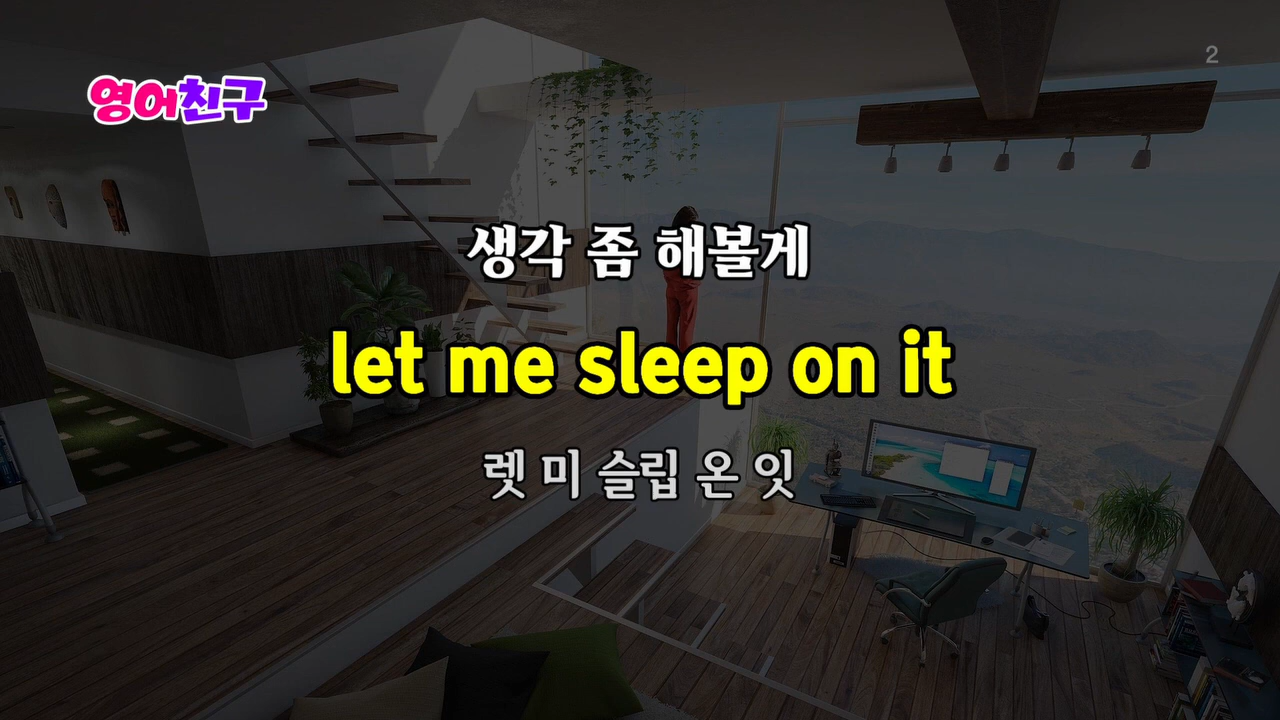 영어친구
2
생각 좀 해볼게
let me sleep on it
렛 미 슬립 온 잇